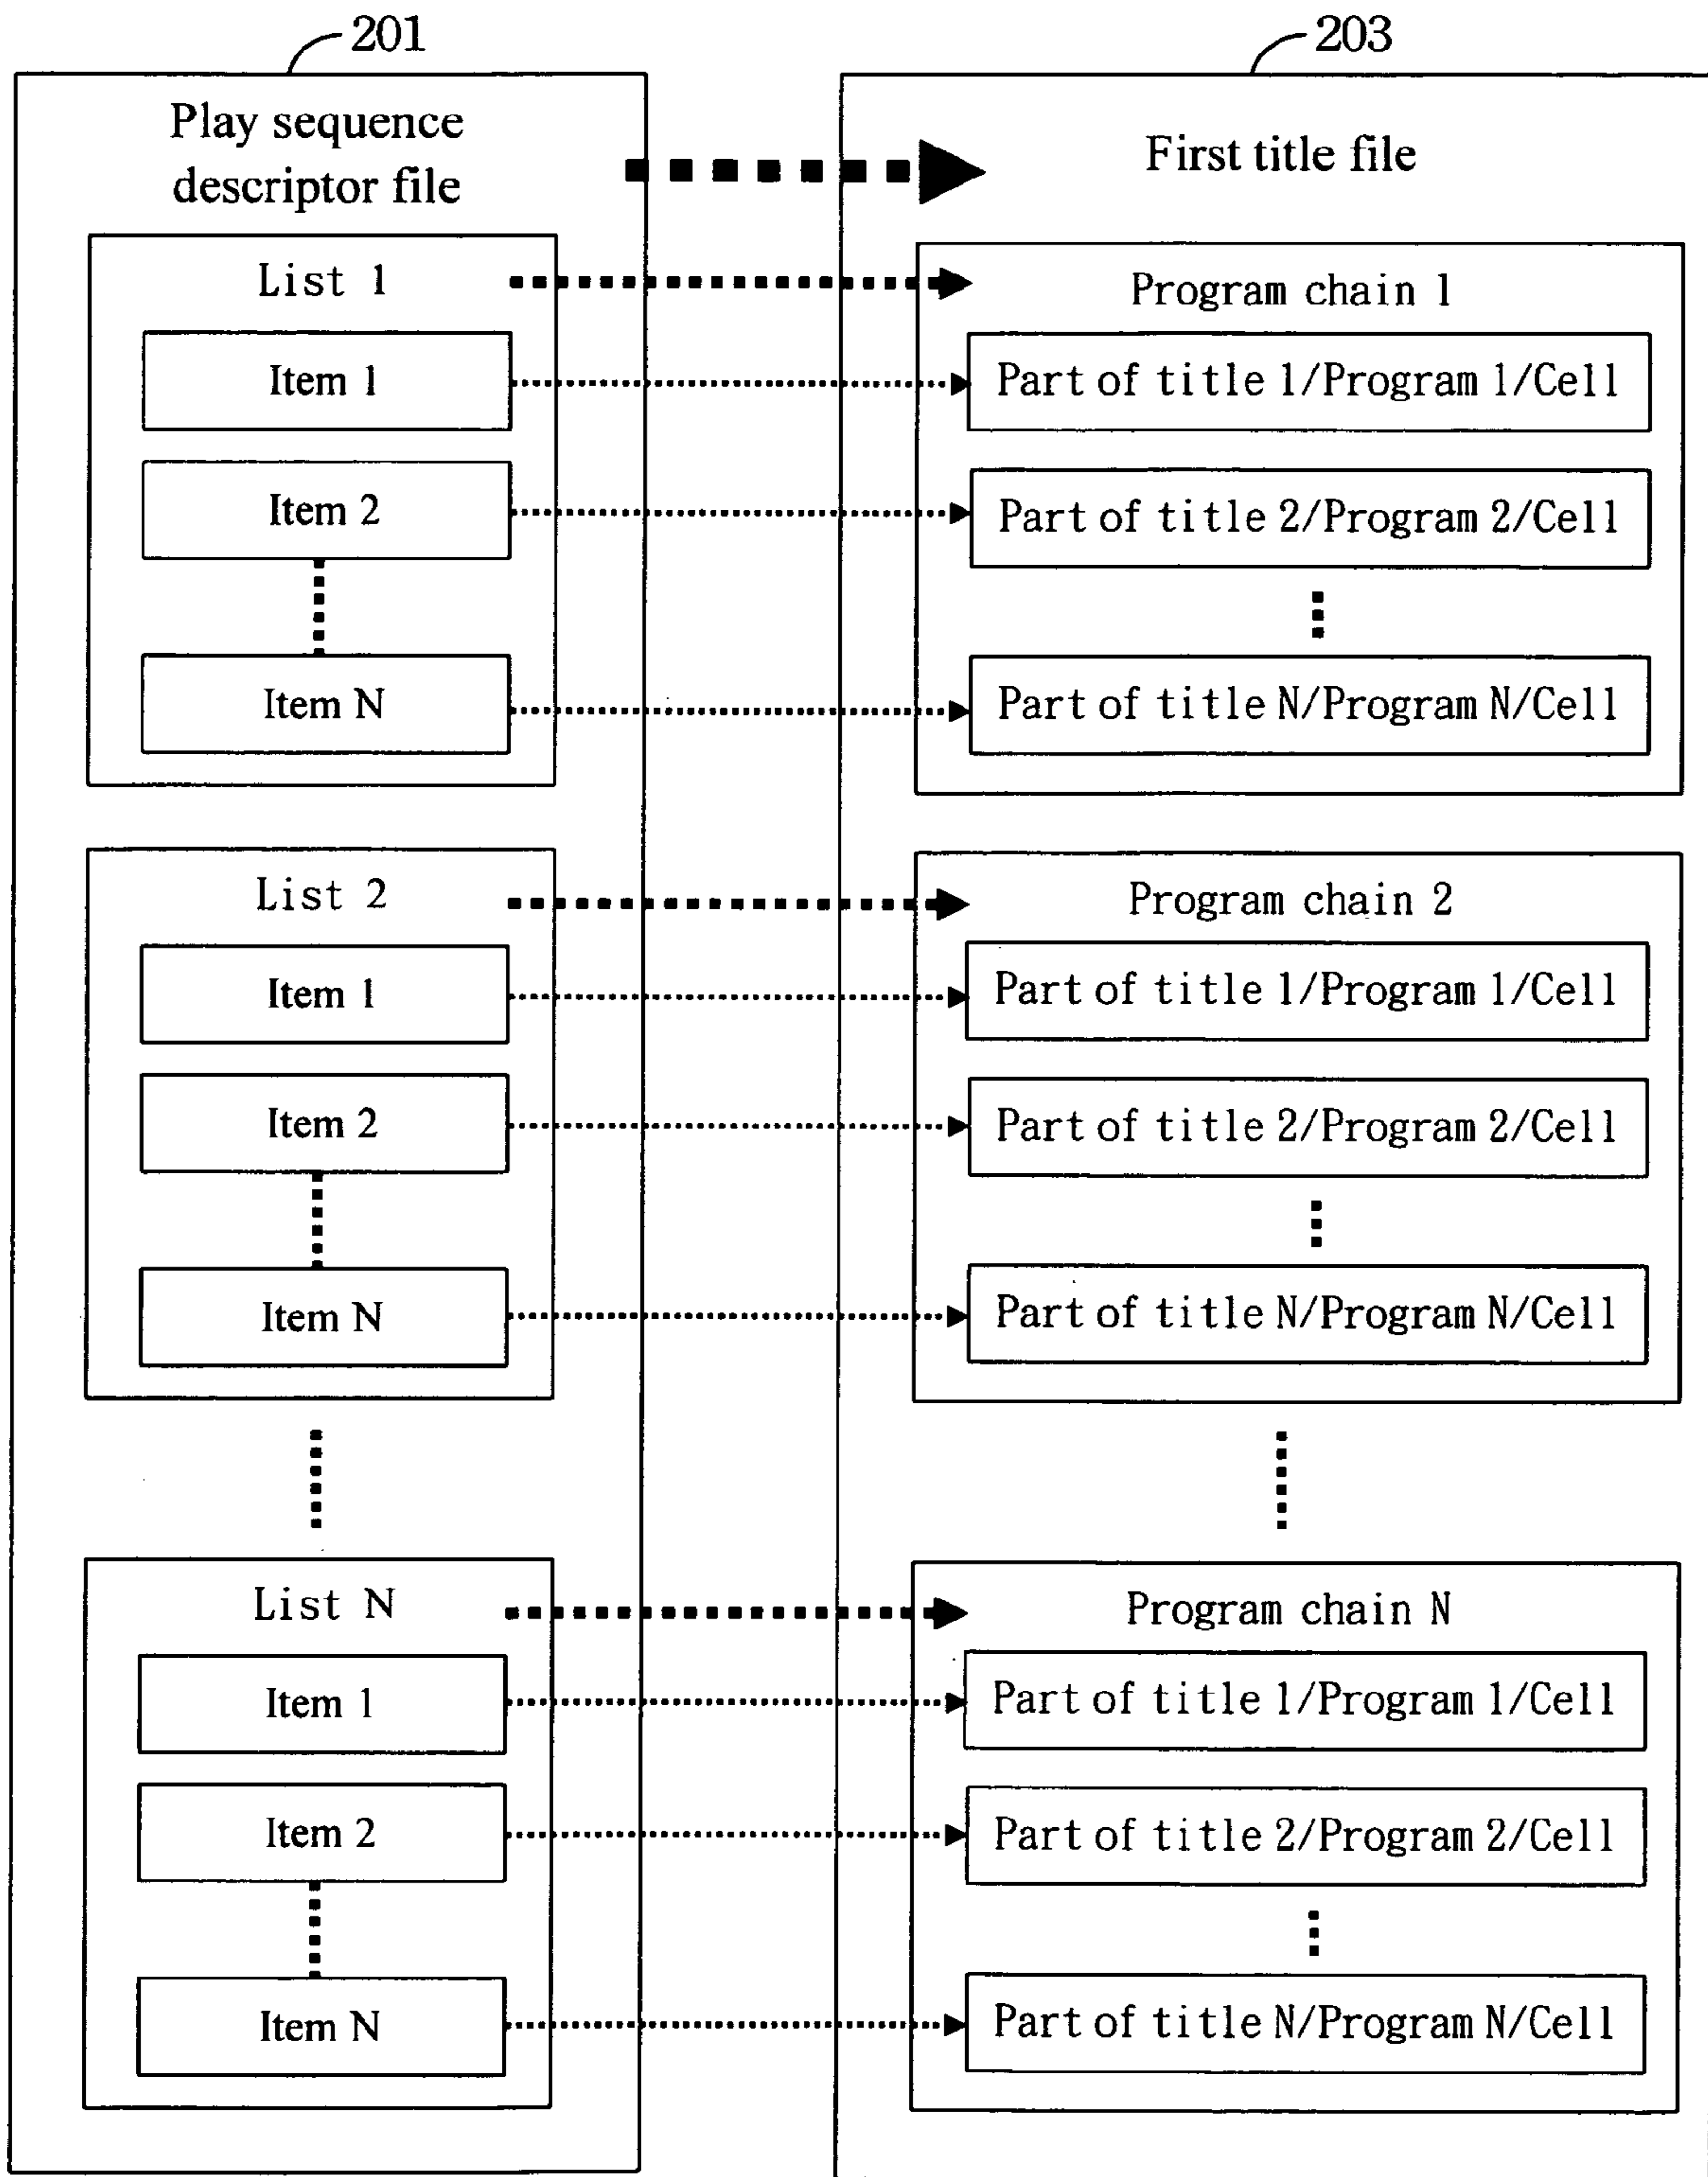 201
Play sequence
descriptor file
List 1
Item 1
Item 2
Item N
List 2
Item 1
Item 2
Item N
List N
Item 1
Item 2
Item N
203
First title file
Program chain 1
Part of title 1/Program 1/Cell
Part of title 2/Program 2/Cell
Part of title N/Program N/Cell
Program chain 2
Part of title 1/Program 1/Cell
Part of title 2/Program 2/Cell
Part of title N/Program N/Cell
Program chain N
Part of title 1/Program 1/Cell
Part of title 2/Program 2/Cell
Part of title N/Program N/Cell